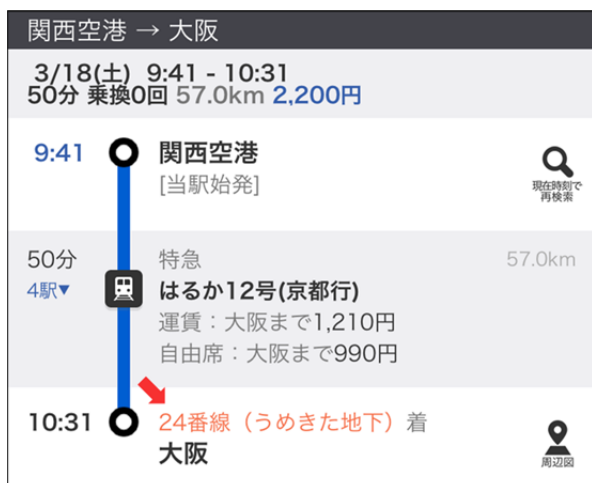 関西空港 → 大阪
3/18(土) 9:41 - 10:31
50分 乗換0回 57.0km 2,200円
9:41 関西空港
[当駅始発]
現在時刻で
再検索
50分 特急 57.0km
4駅▼ はるか12号(京都行)
運賃：大阪まで1,210円
自由席：大阪まで990円
10:31 24番線（うめきた地下）着
大阪
周辺図